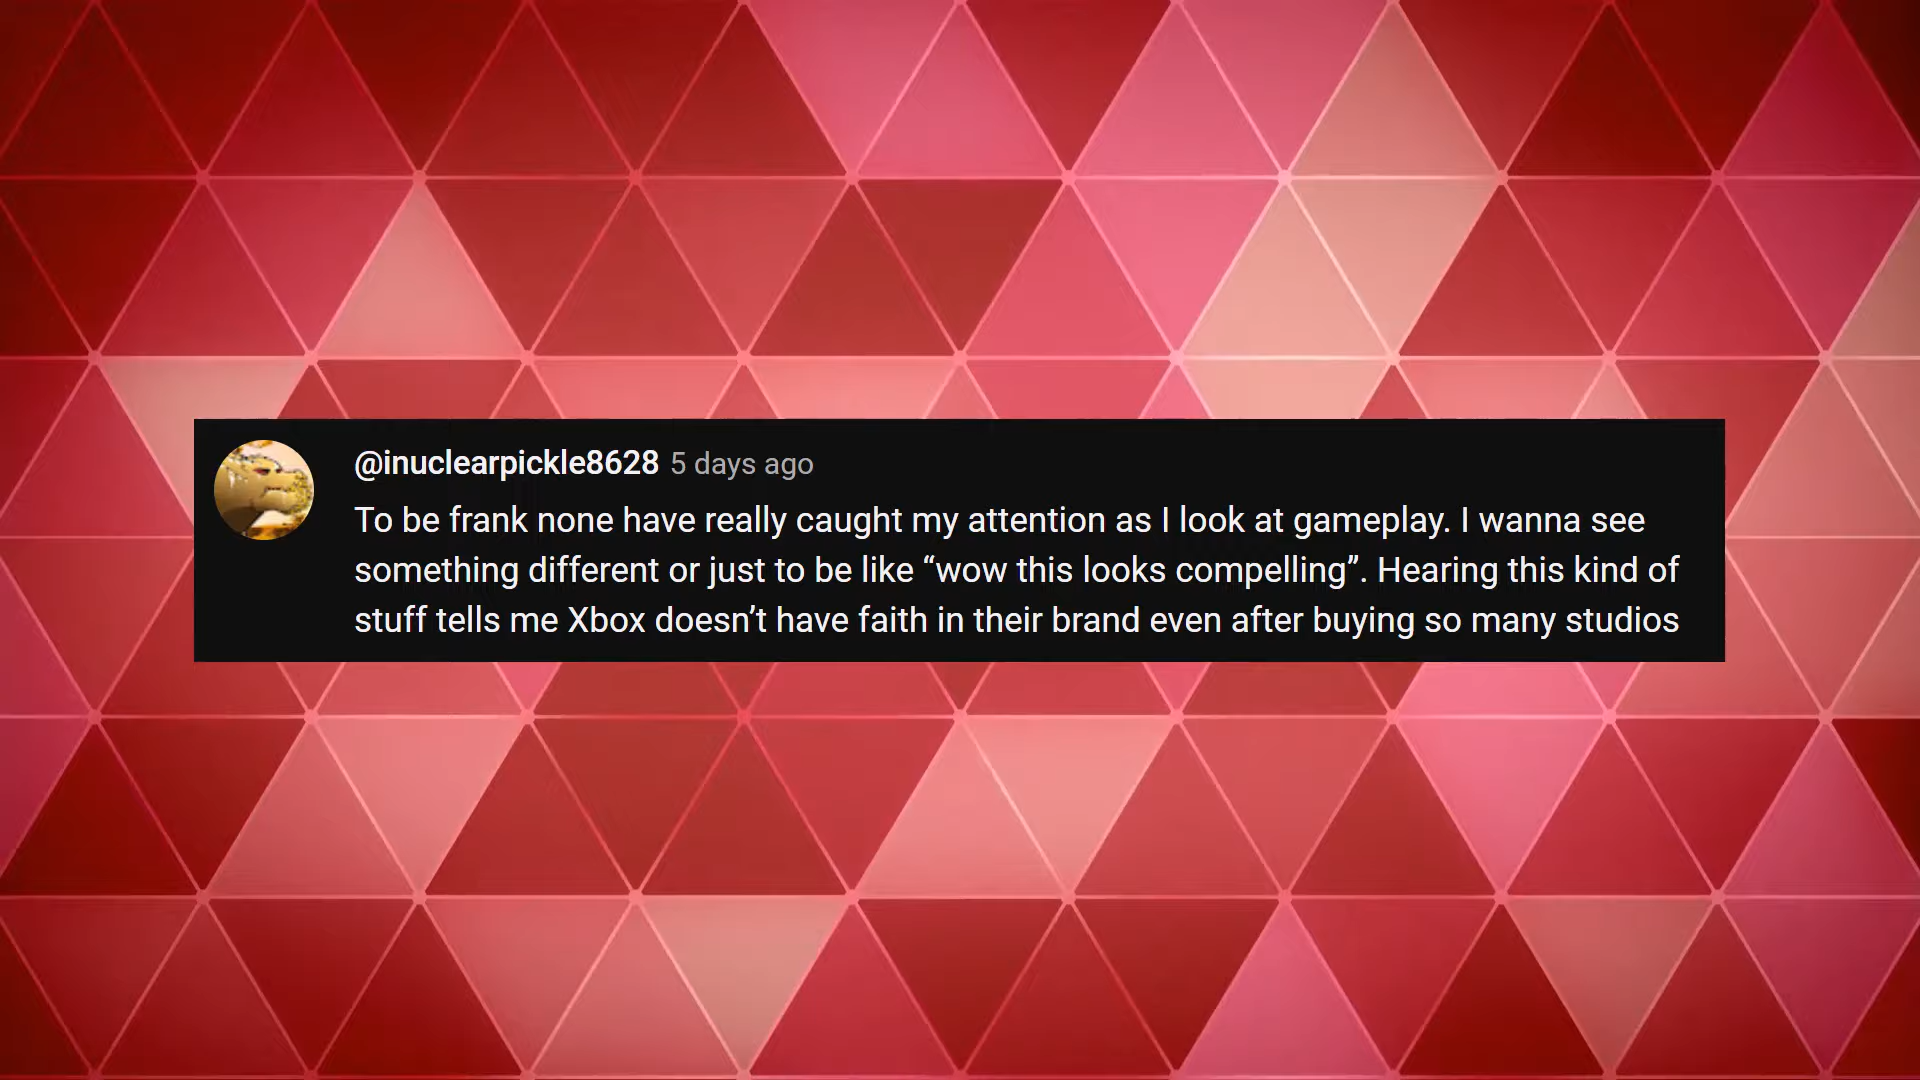 @inuclearpickle8628 5 days ago
To be frank none have really caught my attention as I look at gameplay. I wanna see
something different or just to be like “wow this looks compelling”. Hearing this kind of
stuff tells me Xbox doesn’t have faith in their brand even after buying so many studios